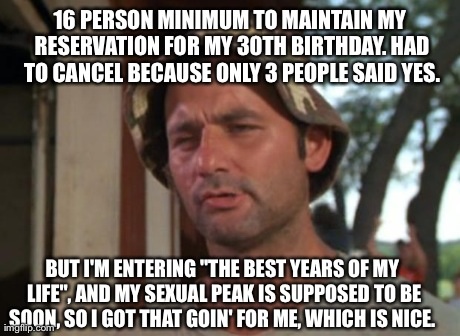 16 PERSON MINIMUM TO MAINTAIN MY
RESERVATION FOR MY 30TH BIRTHDAY. HAD
TO CANCEL BECAUSE ONLY 3 PEOPLE SAID YES.
BUT I'M ENTERING "THE BEST YEARS OF MY
LIFE", AND MY SEXUAL PEAK IS SUPPOSED TO BE
SOON, SO I GOT THAT GOIN' FOR ME, WHICH IS NICE.
imgflip.com